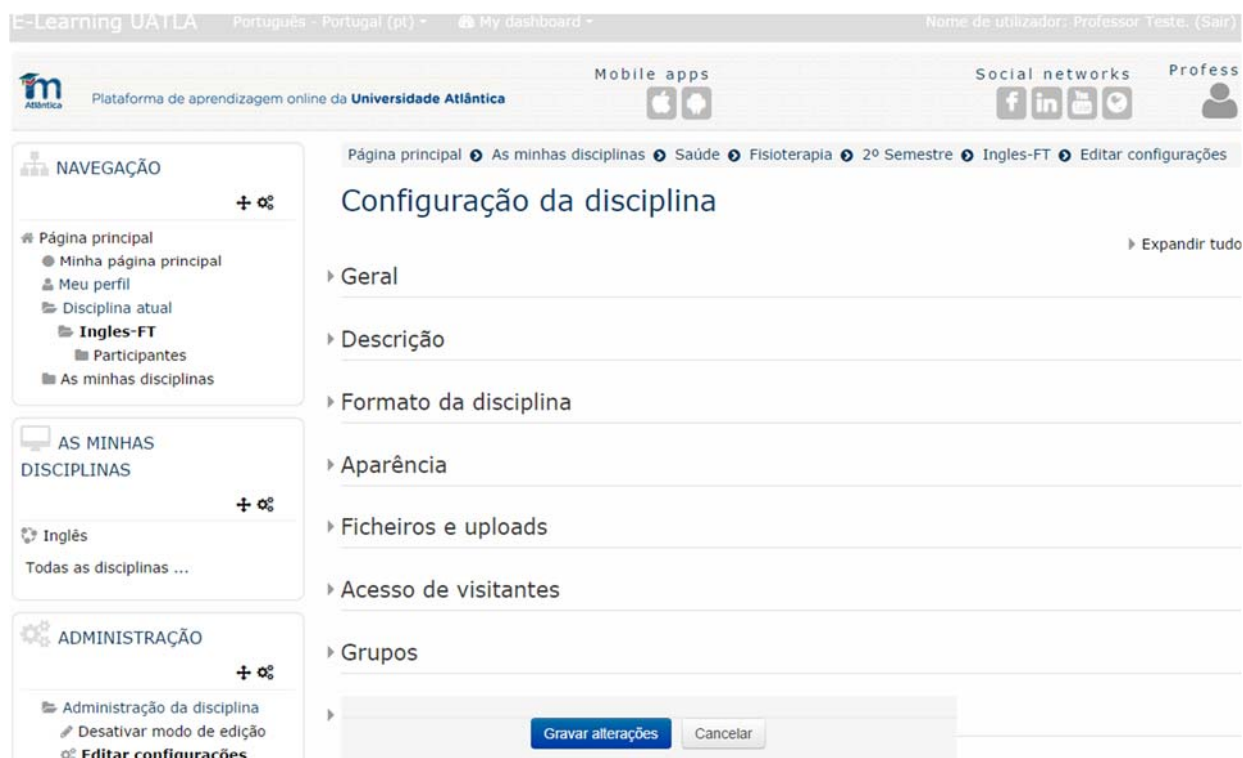 E-Learning UATLA Português - Portugal (pt) My dashboard Nome de utilizador: Professor Teste. (Sair)
Atlântica
Plataforma de aprendizagem online da Universidade Atlântica
Mobile apps
Social networks
Profess
NAVEGAÇÃO
Página principal
Minha página principal
Meu perfil
Disciplina atual
Ingles-FT
Participantes
As minhas disciplinas
AS MINHAS
DISCIPLINAS
Inglês
Todas as disciplinas ...
ADMINISTRAÇÃO
Administração da disciplina
Desativar modo de edição
Editar configurações
Página principal As minhas disciplinas Saúde Fisioterapia 2º Semestre Ingles-FT Editar configurações
Configuração da disciplina
Expandir tudo
Geral
Descrição
Formato da disciplina
Aparência
Ficheiros e uploads
Acesso de visitantes
Grupos
Gravar alterações Cancelar